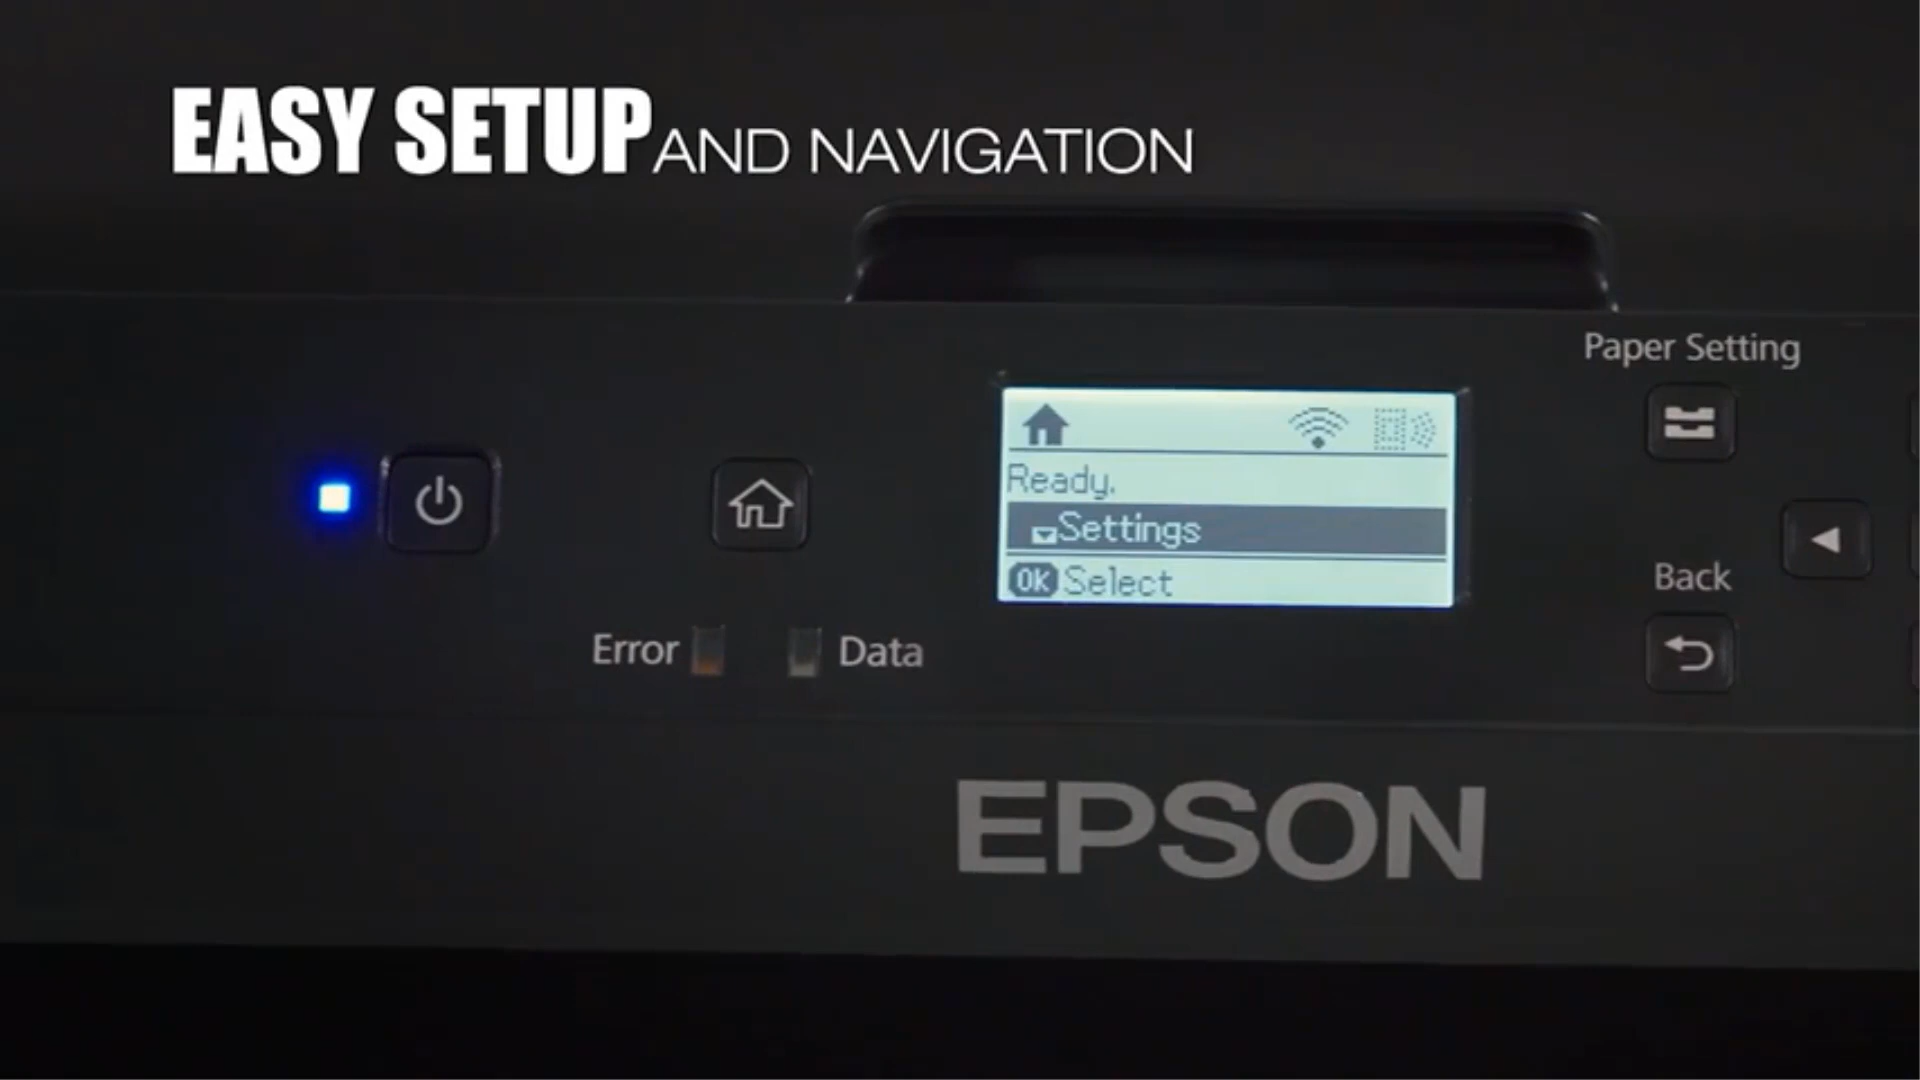 EASY SETUP AND NAVIGATION
Paper Setting
Ready.
Settings
OK Select
Back
Error
Data
EPSON